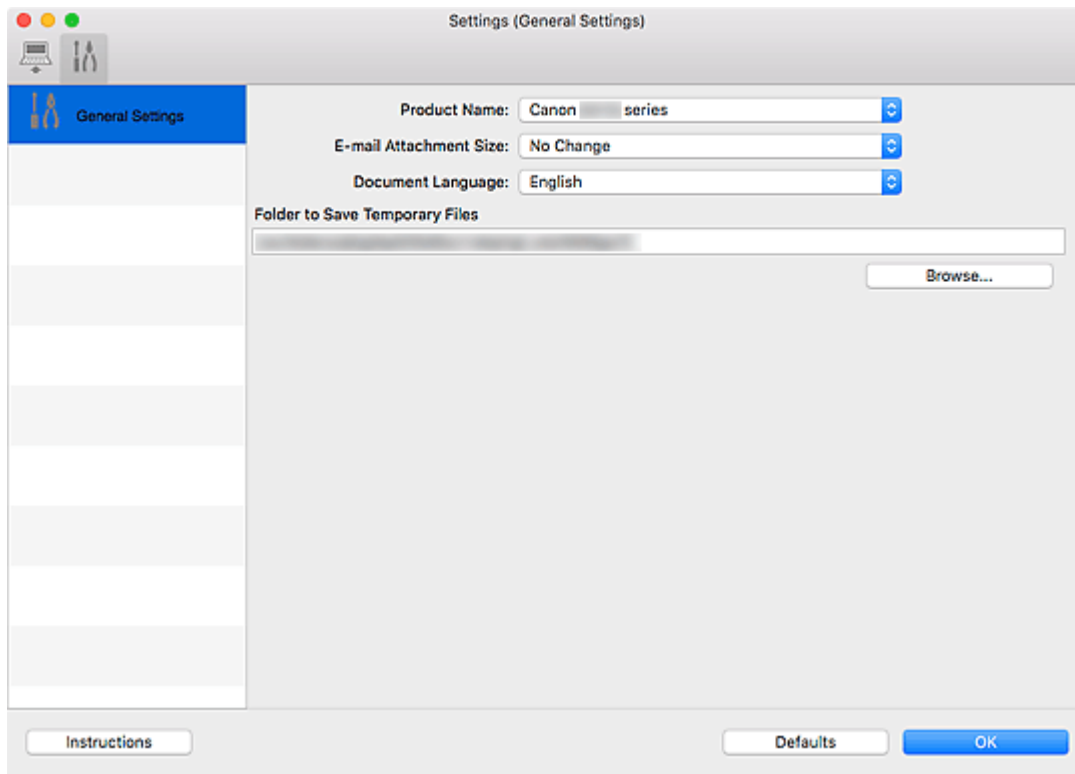 Settings (General Settings)
General Settings
Product Name: Canon series
E-mail Attachment Size: No Change
Document Language: English
Folder to Save Temporary Files
Browse...
Instructions
Defaults
OK